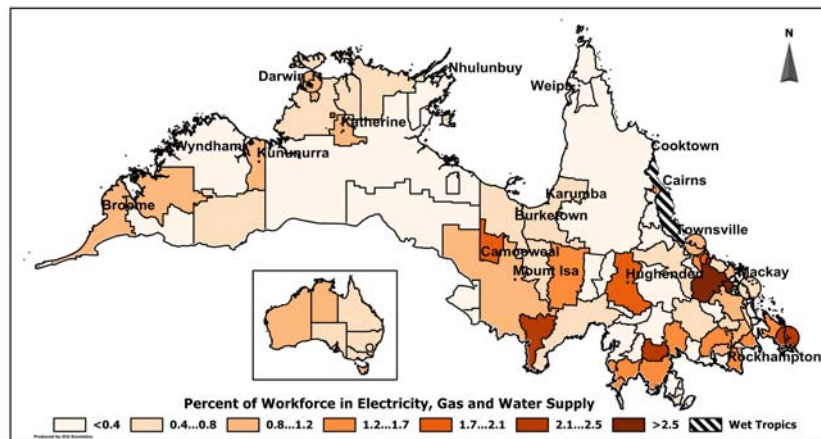 N
Darwin
Nhulunbuy
Weipa
Katherine
Wyndham
Kununurra
Cooktown
Cairns
Karumba
Broome
Burketown
Townsville
Camooweal
Mount Isa
Hughenden
Mackay
Rockhampton
Percent of Workforce in Electricity, Gas and Water Supply
<0.4 0.4...0.8 0.8...1.2 1.2...1.7 1.7...2.1 2.1...2.5 >2.5 Wet Tropics